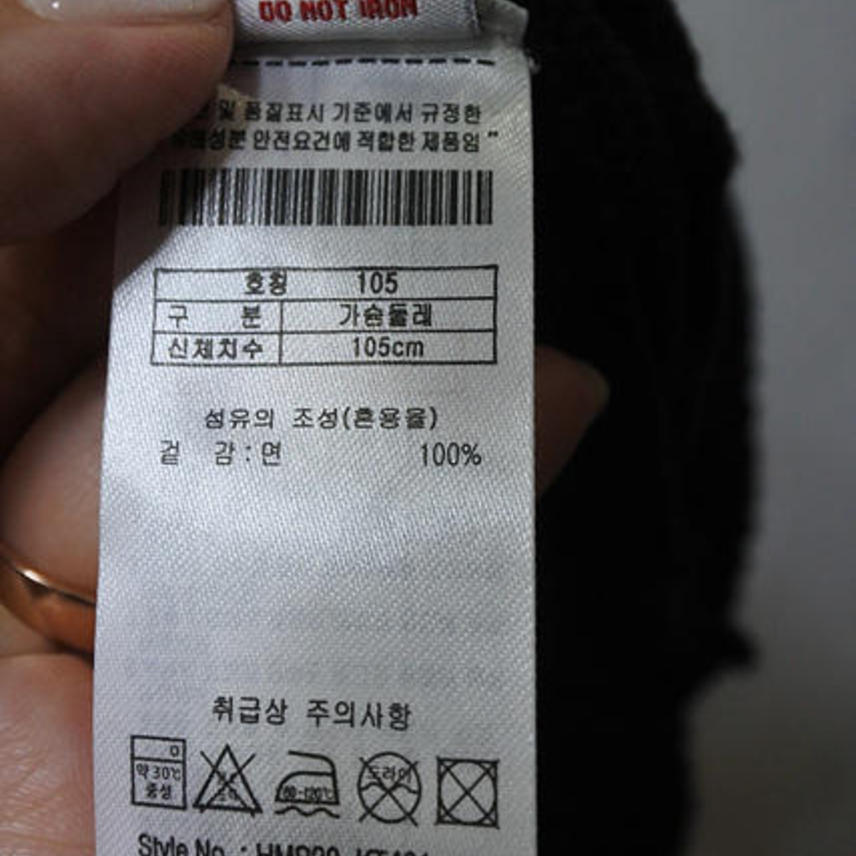 DO NOT IRON
및 품질표시 기준에서 규정한
안전요건에 적합한 제품임 "
호칭 105
구 분 가슴둘레
신체치수 105cm
섬유의 조성(혼용율)
겉 감 : 면 100%
취급상 주의사항
약 30℃
중성
80-120℃
드라이
Style No. :